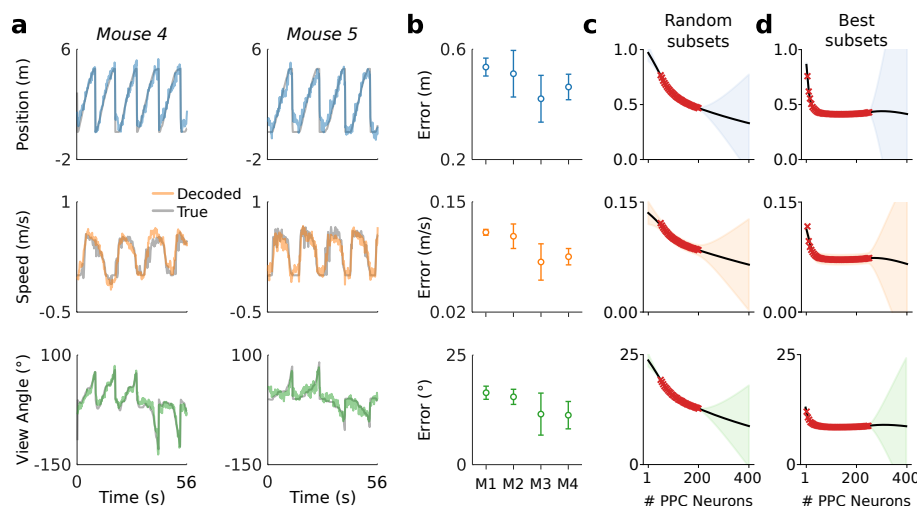 a
Mouse 4
Mouse 5
b
c
Random
subsets
d
Best
subsets
Position (m)
6
-2
6
-2
Error (m)
0.6
0.2
1.0
0.5
0.0
1.0
0.5
0.0
Speed (m/s)
1
-0.5
Decoded
True
1
-0.5
Error (m/s)
0.15
0.02
0.15
0.00
0.15
0.00
View Angle (°)
100
-150
100
-150
Error (°)
25
0
25
0
25
0
0 56
Time (s)
0 56
Time (s)
M1 M2 M3 M4
1 200 400
# PPC Neurons
1 200 400
# PPC Neurons